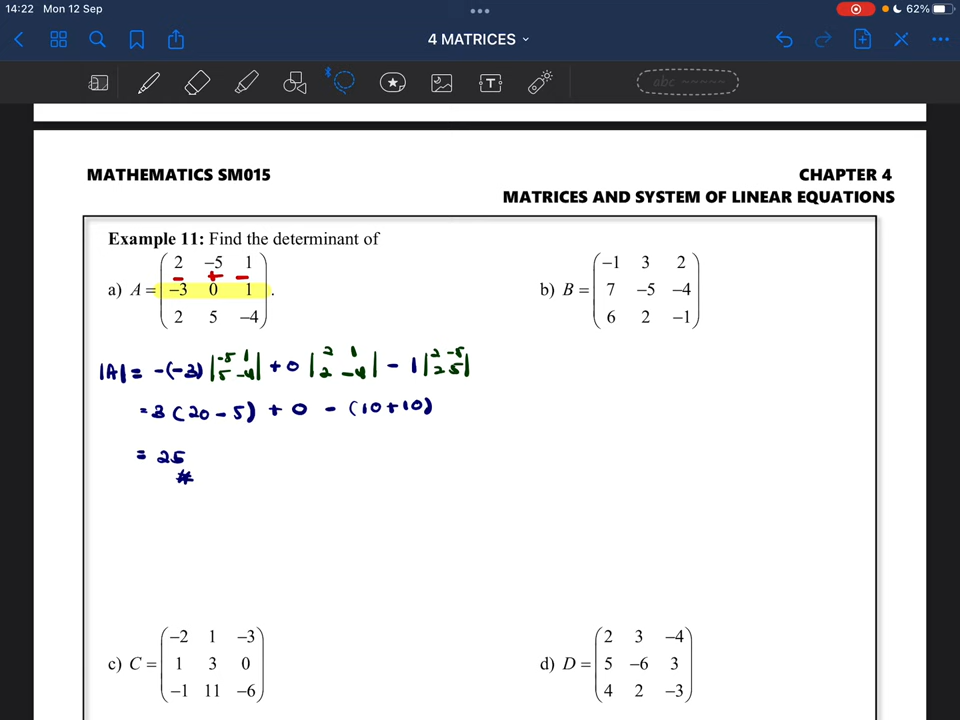 14:22 Mon 12 Sep 62%
4 MATRICES
abc
MATHEMATICS SM015 CHAPTER 4
MATRICES AND SYSTEM OF LINEAR EQUATIONS
Example 11: Find the determinant of
a) A = (2 −5 1; −3 0 1; 2 5 −4). b) B = (−1 3 2; 7 −5 −4; 6 2 −1)
− + −
|A| = -(-3) |-5 1; 5 -4| + 0 |2 1; 2 -4| - 1 |2 -5; 2 5|
= 3 (20 - 5) + 0 - (10 + 10)
= 25
#
c) C = (−2 1 −3; 1 3 0; −1 11 −6) d) D = (2 3 −4; 5 −6 3; 4 2 −3)